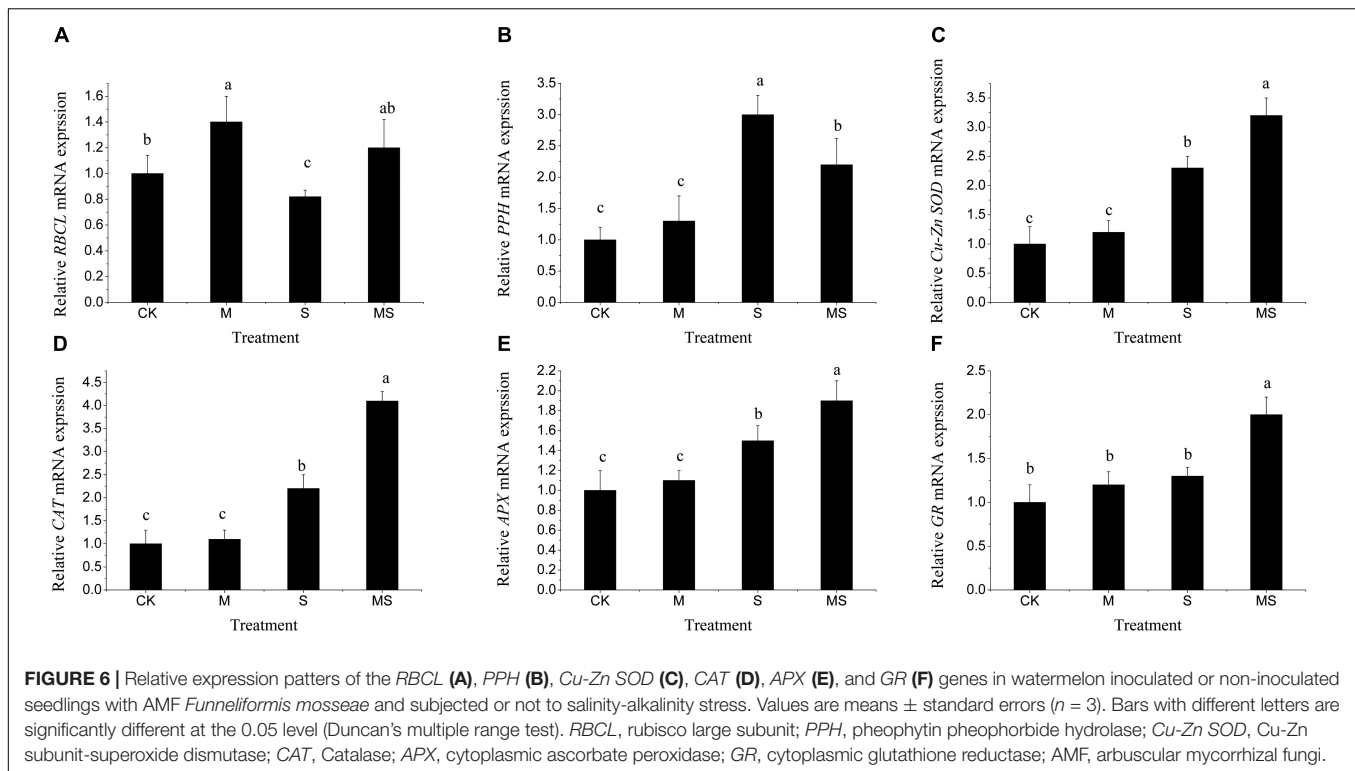 A
Relative RBCL mRNA exprssion
1.6
1.4
1.2
1.0
0.8
0.6
0.4
0.2
0.0
b
a
c
ab
CK M S MS
Treatment
B
Relative PPH mRNA exprssion
3.5
3.0
2.5
2.0
1.5
1.0
0.5
0.0
c
c
a
b
CK M S MS
Treatment
C
Relative Cu-Zn SOD mRNA exprssion
3.5
3.0
2.5
2.0
1.5
1.0
0.5
0.0
c
c
b
a
CK M S MS
Treatment
D
Relative CAT mRNA exprssion
4.5
4.0
3.5
3.0
2.5
2.0
1.5
1.0
0.5
0.0
c
c
b
a
CK M S MS
Treatment
E
Relative APX mRNA exprssion
2.2
2.0
1.8
1.6
1.4
1.2
1.0
0.8
0.6
0.4
0.2
0.0
c
c
b
a
CK M S MS
Treatment
F
Relative GR mRNA exprssion
2.5
2.0
1.5
1.0
0.5
0.0
b
b
b
a
CK M S MS
Treatment
FIGURE 6 | Relative expression patters of the RBCL (A), PPH (B), Cu-Zn SOD (C), CAT (D), APX (E), and GR (F) genes in watermelon inoculated or non-inoculated
seedlings with AMF Funneliformis mosseae and subjected or not to salinity-alkalinity stress. Values are means ± standard errors (n = 3). Bars with different letters are
significantly different at the 0.05 level (Duncan's multiple range test). RBCL, rubisco large subunit; PPH, pheophytin pheophorbide hydrolase; Cu-Zn SOD, Cu-Zn
subunit-superoxide dismutase; CAT, Catalase; APX, cytoplasmic ascorbate peroxidase; GR, cytoplasmic glutathione reductase; AMF, arbuscular mycorrhizal fungi.